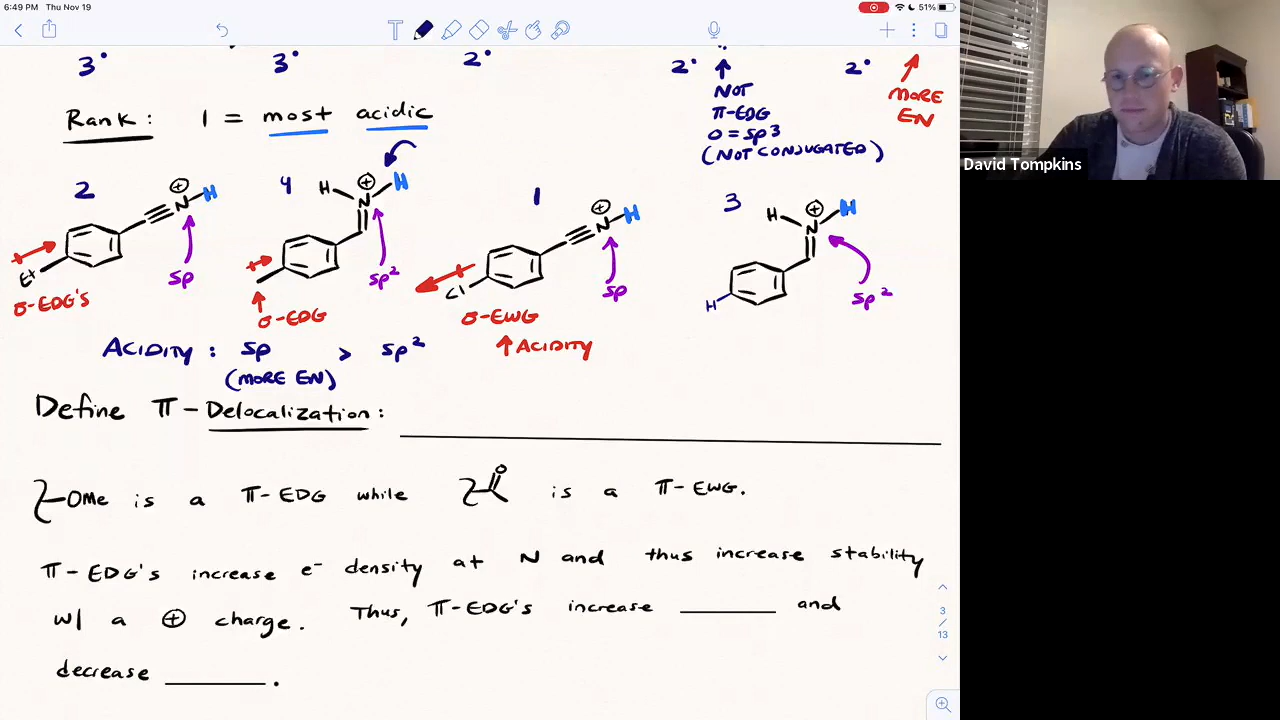 6:49 PM Thu Nov 19
51%
T
3°
3°
2°
2°
2°
NOT
π-EDG
O = sp3
(NOT CONJUGATED)
MORE
EN
Rank: 1 = most acidic
2
4
1
3
⊕
N H
Et
sp
σ-EDG'S
H ⊕ H
N
sp²
σ-EDG
⊕
N H
Cl
sp
σ-EWG
↑ ACIDITY
H ⊕ H
N
H
sp²
ACIDITY: sp > sp²
(MORE EN)
Define π-Delocalization:
OMe is a π-EDG while O is a π-EWG.
π-EDG's increase e⁻ density at N and thus increase stability
w/ a ⊕ charge. Thus, π-EDG's increase ________ and
decrease ________.
3
/
13
David Tompkins